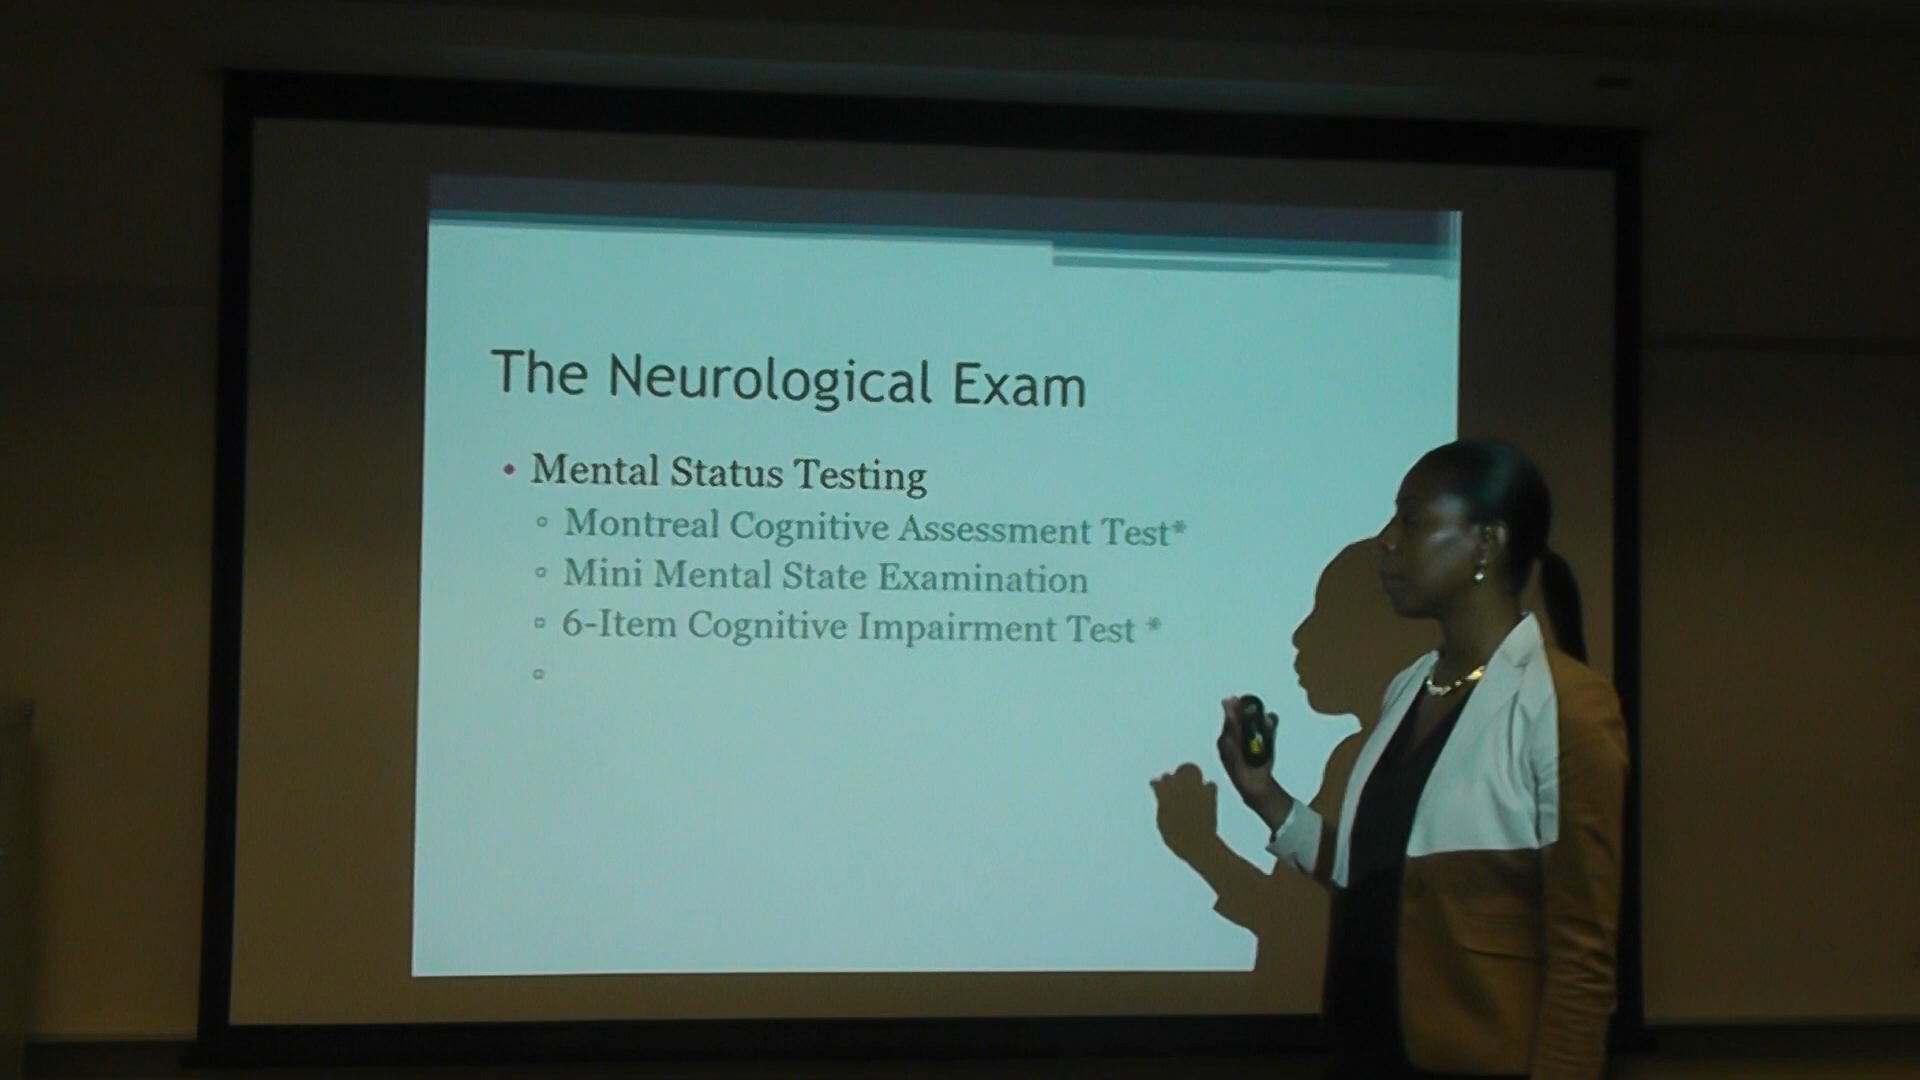 The Neurological Exam
• Mental Status Testing
▫ Montreal Cognitive Assessment Test*
▫ Mini Mental State Examination
▫ 6-Item Cognitive Impairment Test *
▫